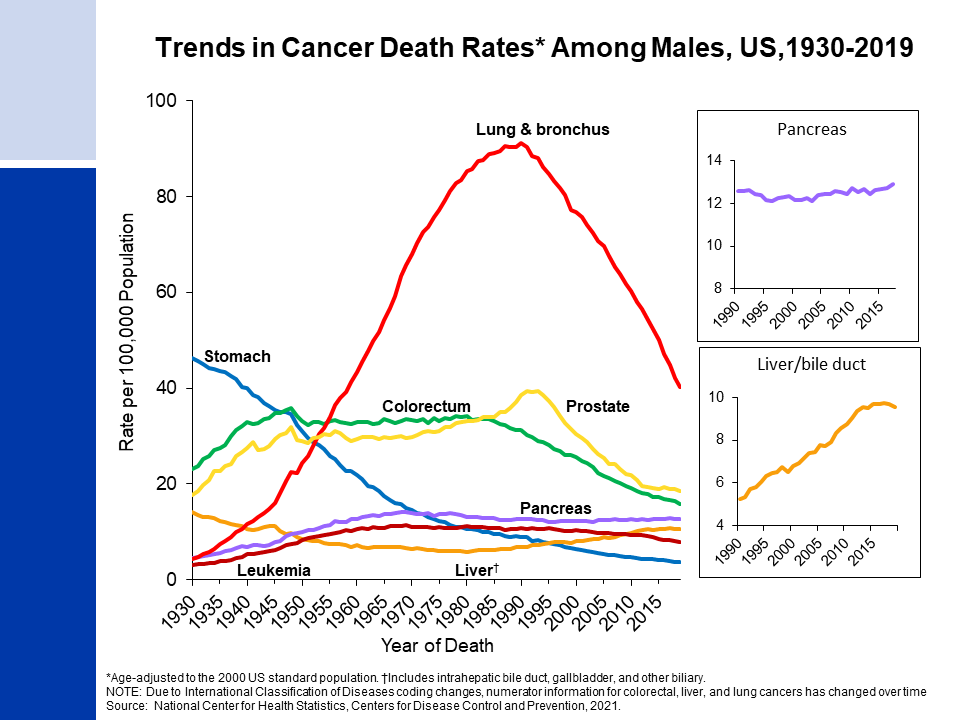 Trends in Cancer Death Rates* Among Males, US,1930-2019
Rate per 100,000 Population
100
80
60
40
20
0
Lung & bronchus
Stomach
Colorectum
Prostate
Pancreas
Leukemia
Liver†
1930
1935
1940
1945
1950
1955
1960
1965
1970
1975
1980
1985
1990
1995
2000
2005
2010
2015
Year of Death
Pancreas
14
12
10
8
1990
1995
2000
2005
2010
2015
Liver/bile duct
10
8
6
4
1990
1995
2000
2005
2010
2015
*Age-adjusted to the 2000 US standard population. †Includes intrahepatic bile duct, gallbladder, and other biliary.
NOTE: Due to International Classification of Diseases coding changes, numerator information for colorectal, liver, and lung cancers has changed over time
Source: National Center for Health Statistics, Centers for Disease Control and Prevention, 2021.